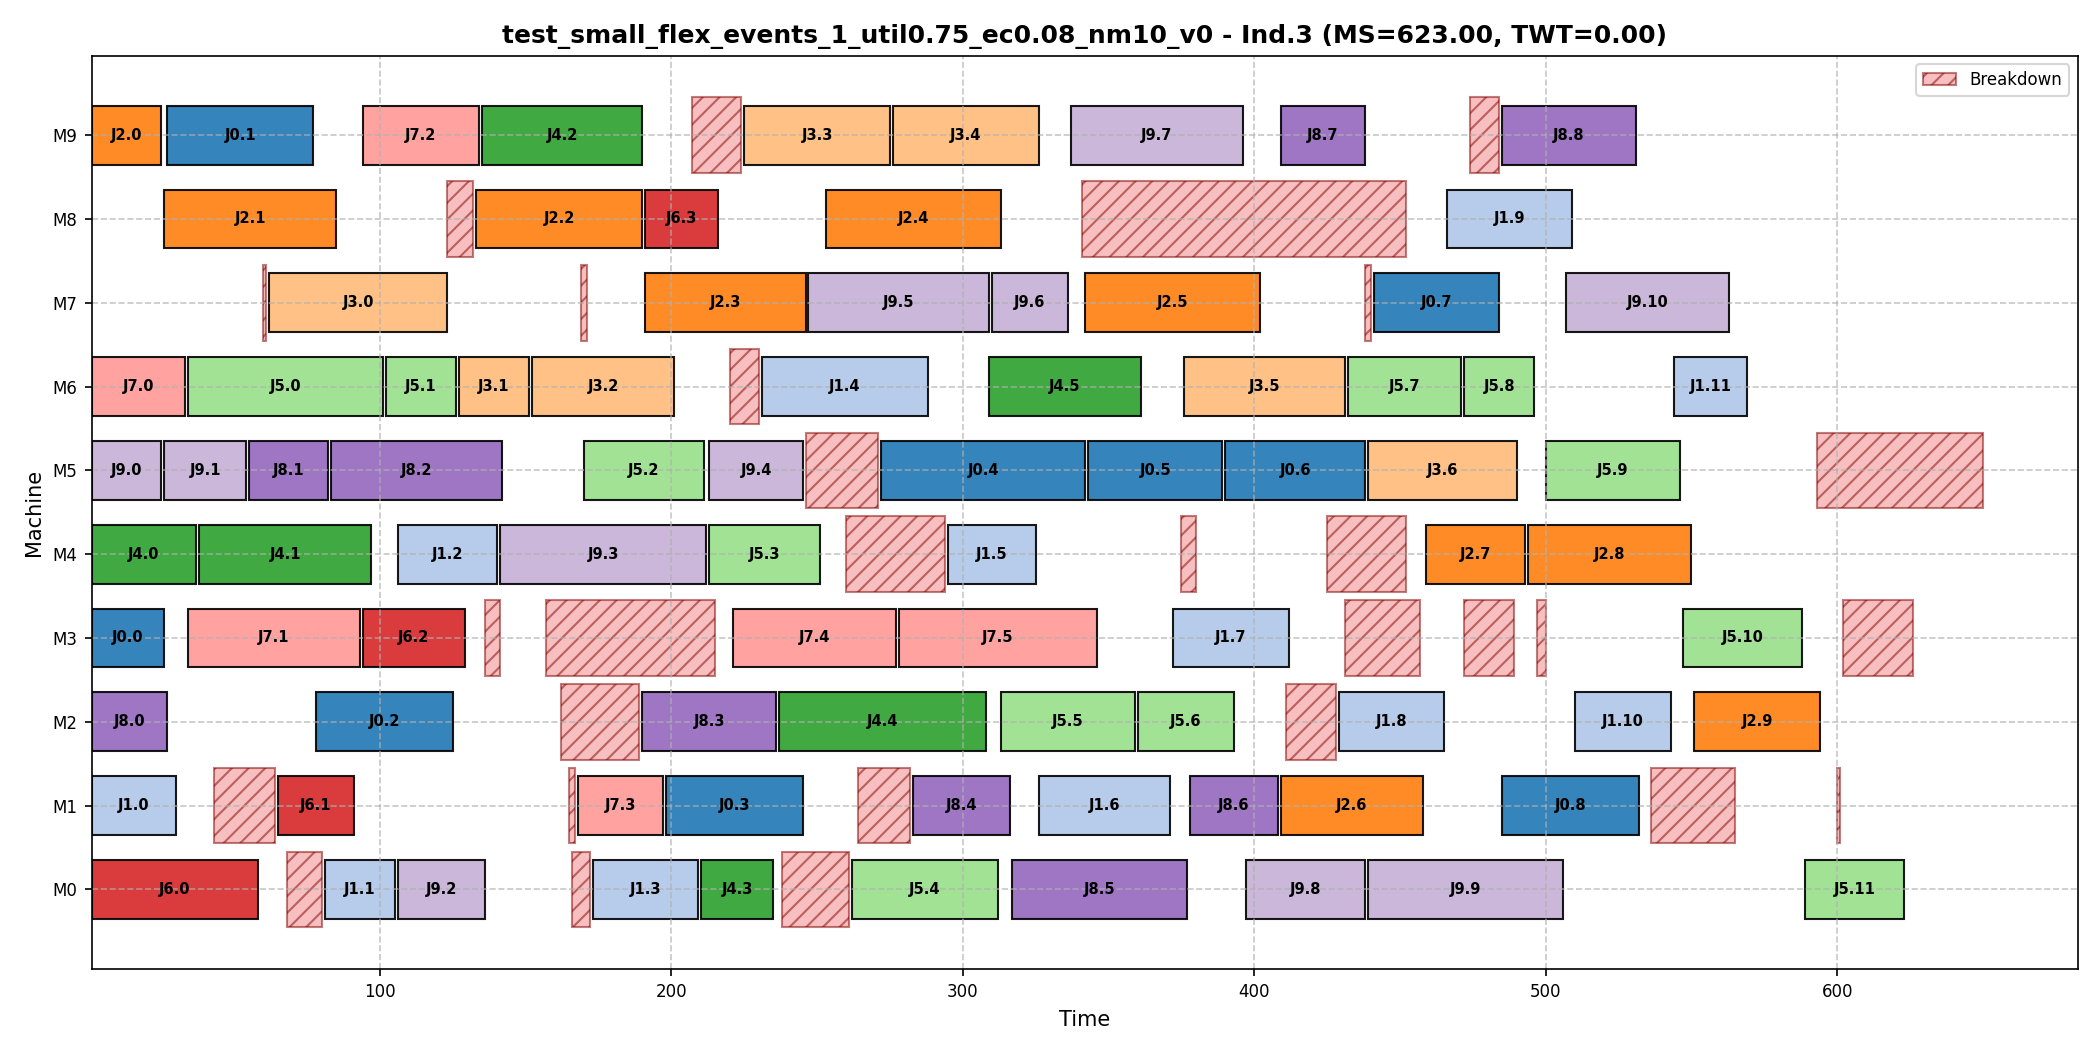 test_small_flex_events_1_util0.75_ec0.08_nm10_v0 - Ind.3 (MS=623.00, TWT=0.00)
Breakdown
M9 J2.0 J0.1 J7.2 J4.2 J3.3 J3.4 J9.7 J8.7 J8.8
M8 J2.1 J2.2 J6.3 J2.4 J1.9
M7 J3.0 J2.3 J9.5 J9.6 J2.5 J0.7 J9.10
M6 J7.0 J5.0 J5.1 J3.1 J3.2 J1.4 J4.5 J3.5 J5.7 J5.8 J1.11
M5 J9.0 J9.1 J8.1 J8.2 J5.2 J9.4 J0.4 J0.5 J0.6 J3.6 J5.9
M4 J4.0 J4.1 J1.2 J9.3 J5.3 J1.5 J2.7 J2.8
M3 J0.0 J7.1 J6.2 J7.4 J7.5 J1.7 J5.10
M2 J8.0 J0.2 J8.3 J4.4 J5.5 J5.6 J1.8 J1.10 J2.9
M1 J1.0 J6.1 J7.3 J0.3 J8.4 J1.6 J8.6 J2.6 J0.8
M0 J6.0 J1.1 J9.2 J1.3 J4.3 J5.4 J8.5 J9.8 J9.9 J5.11
Machine
100 200 300 400 500 600
Time